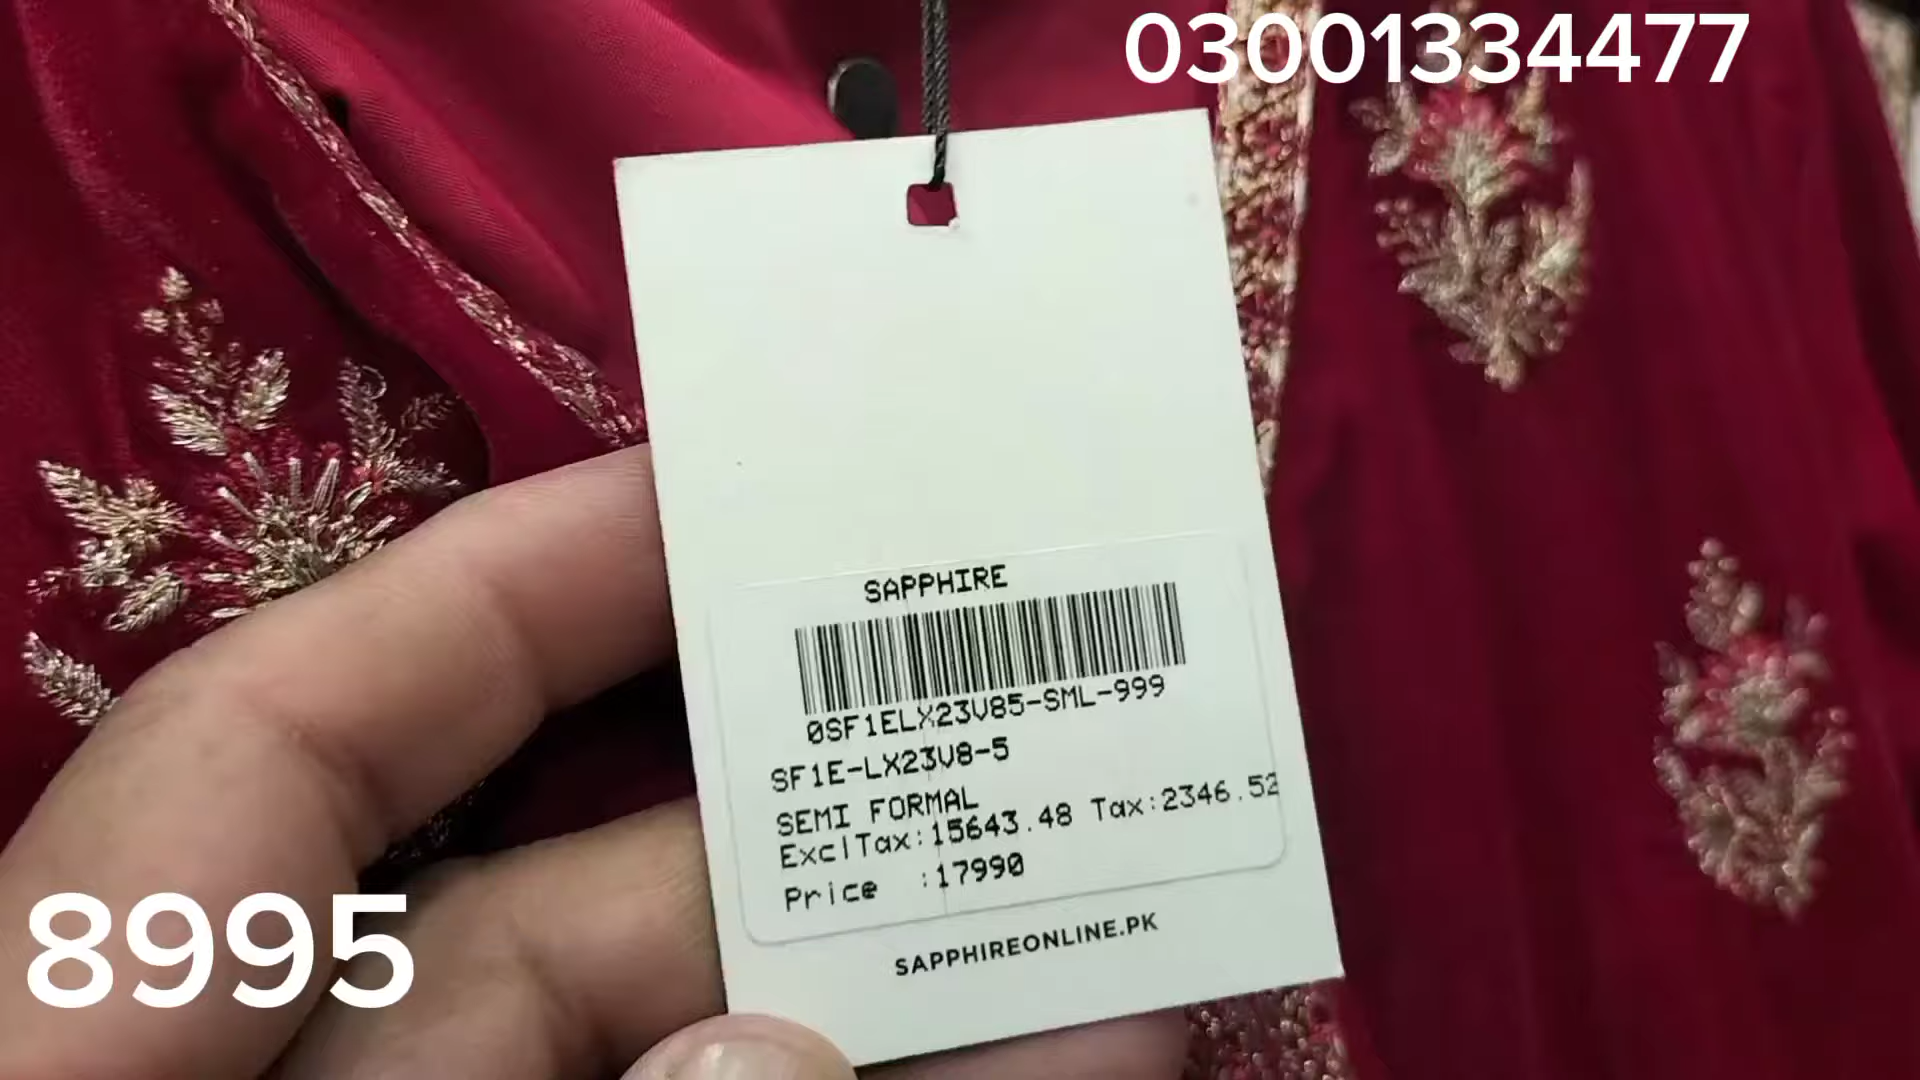 03001334477
SAPPHIRE
0SF1ELX23V85-SML-999
SF1E-LX23V8-5
SEMI FORMAL
ExclTax:15643.48 Tax:2346.52
Price :17990
SAPPHIREONLINE.PK
8995